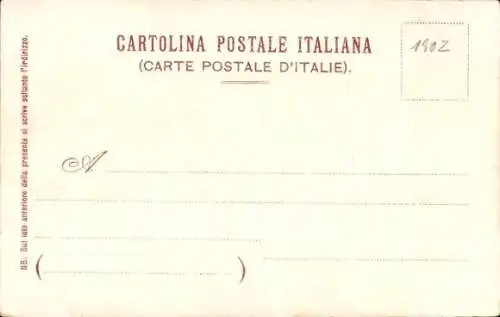 CARTOLINA POSTALE ITALIANA
(CARTE POSTALE D'ITALIE).
1902
A
NB. Sul lato anteriore della presente si scrive soltanto l'indirizzo.